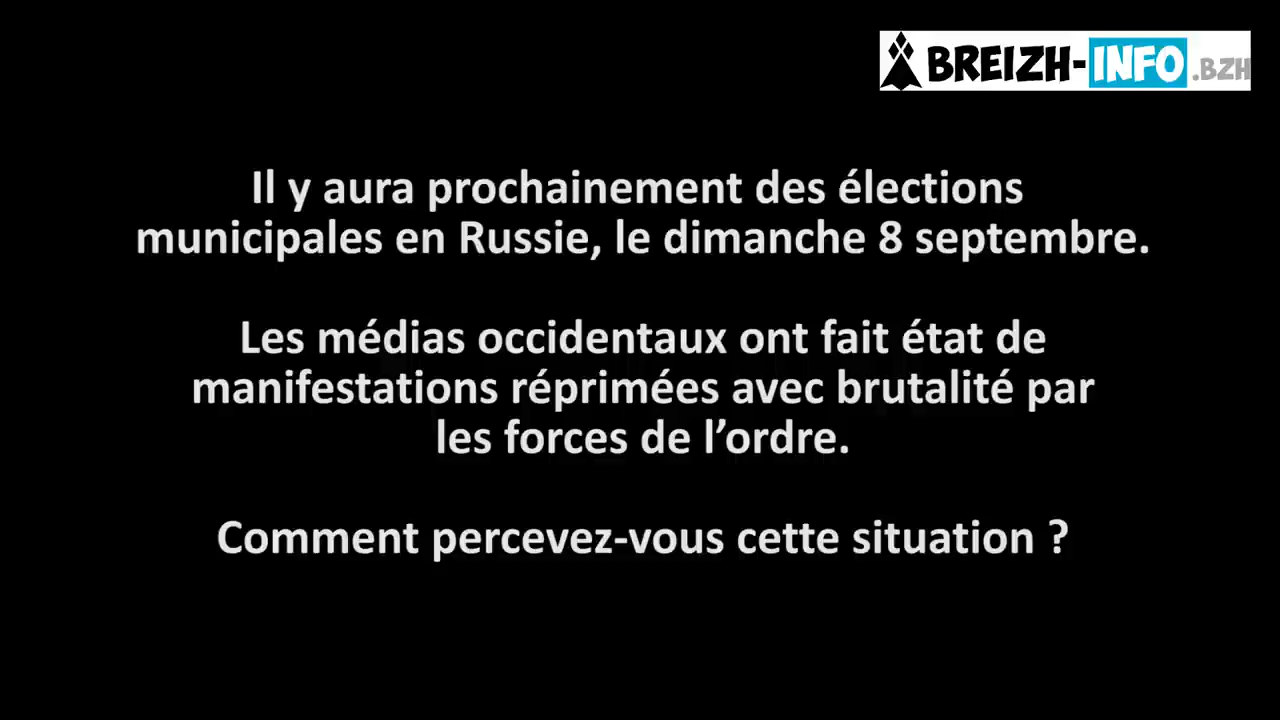 BREIZH-INFO.BZH
Il y aura prochainement des élections
municipales en Russie, le dimanche 8 septembre.
Les médias occidentaux ont fait état de
manifestations réprimées avec brutalité par
les forces de l’ordre.
Comment percevez-vous cette situation ?